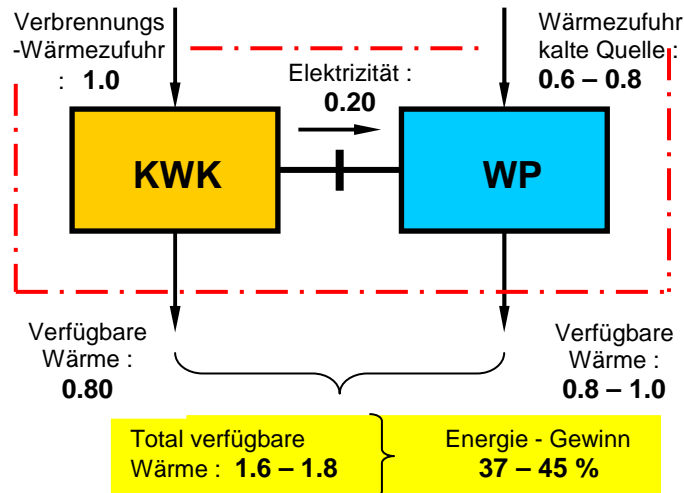 Verbrennungs
-Wärmezufuhr
: 1.0
Wärmezufuhr
kalte Quelle :
0.6 – 0.8
Elektrizität :
0.20
KWK
WP
Verfügbare
Wärme :
0.80
Verfügbare
Wärme :
0.8 – 1.0
Total verfügbare
Wärme : 1.6 – 1.8
Energie - Gewinn
37 – 45 %